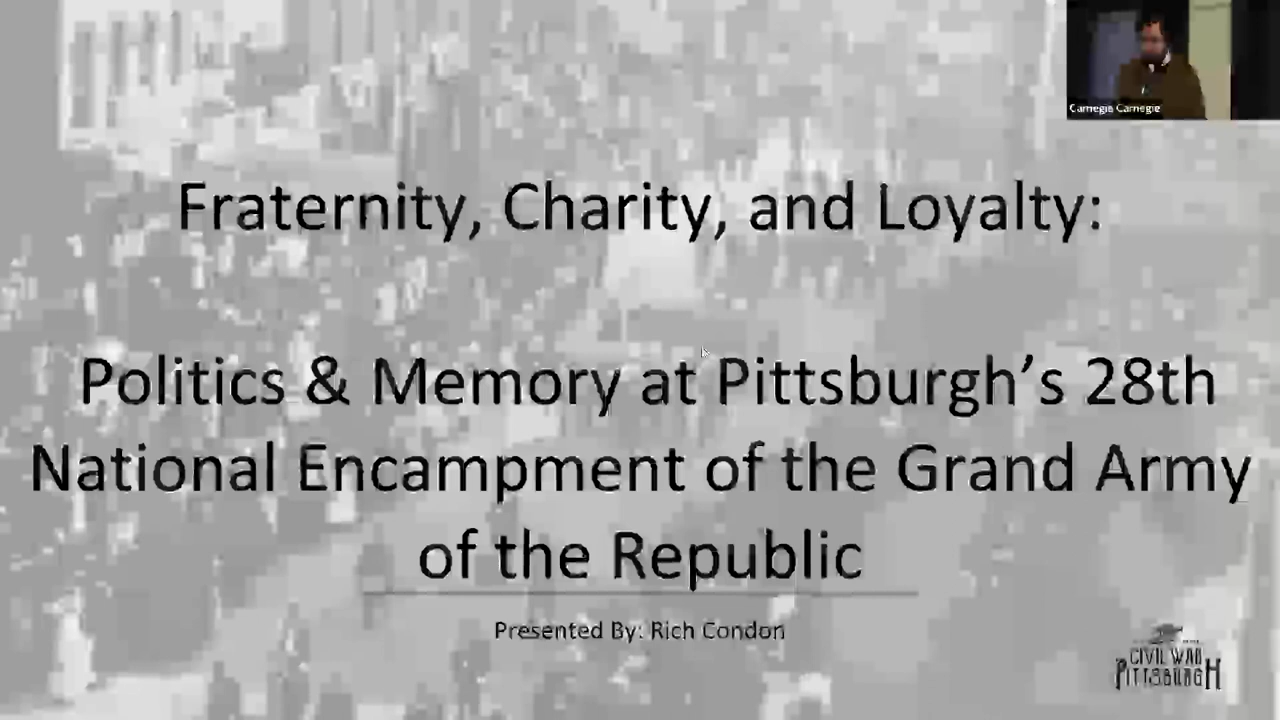 Carnegie Carnegie
Fraternity, Charity, and Loyalty:
Politics & Memory at Pittsburgh’s 28th
National Encampment of the Grand Army
of the Republic
Presented By: Rich Condon
CIVIL WAR
PITTSBURGH